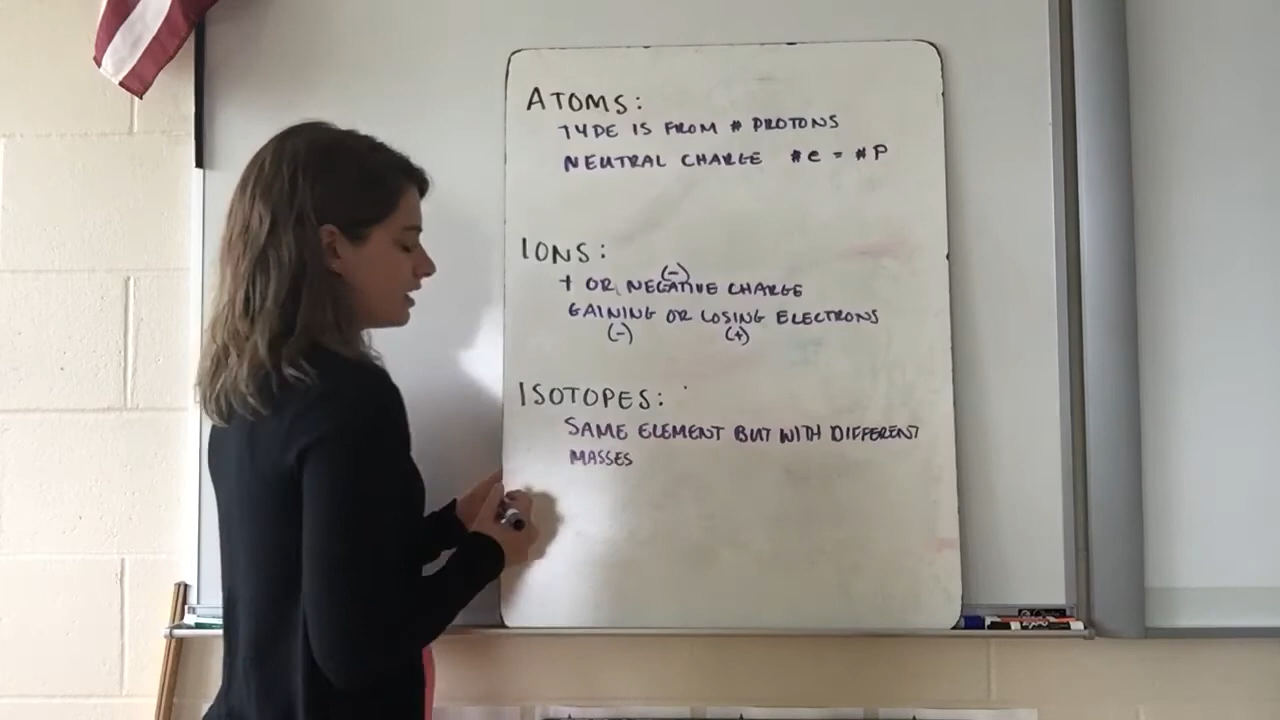 ATOMS:
TYPE IS FROM # PROTONS
NEUTRAL CHARGE #e = #P
IONS:
(-)
+ OR NEGATIVE CHARGE
GAINING OR LOSING ELECTRONS
(-) (+)
ISOTOPES:
SAME ELEMENT BUT WITH DIFFERENT
MASSES